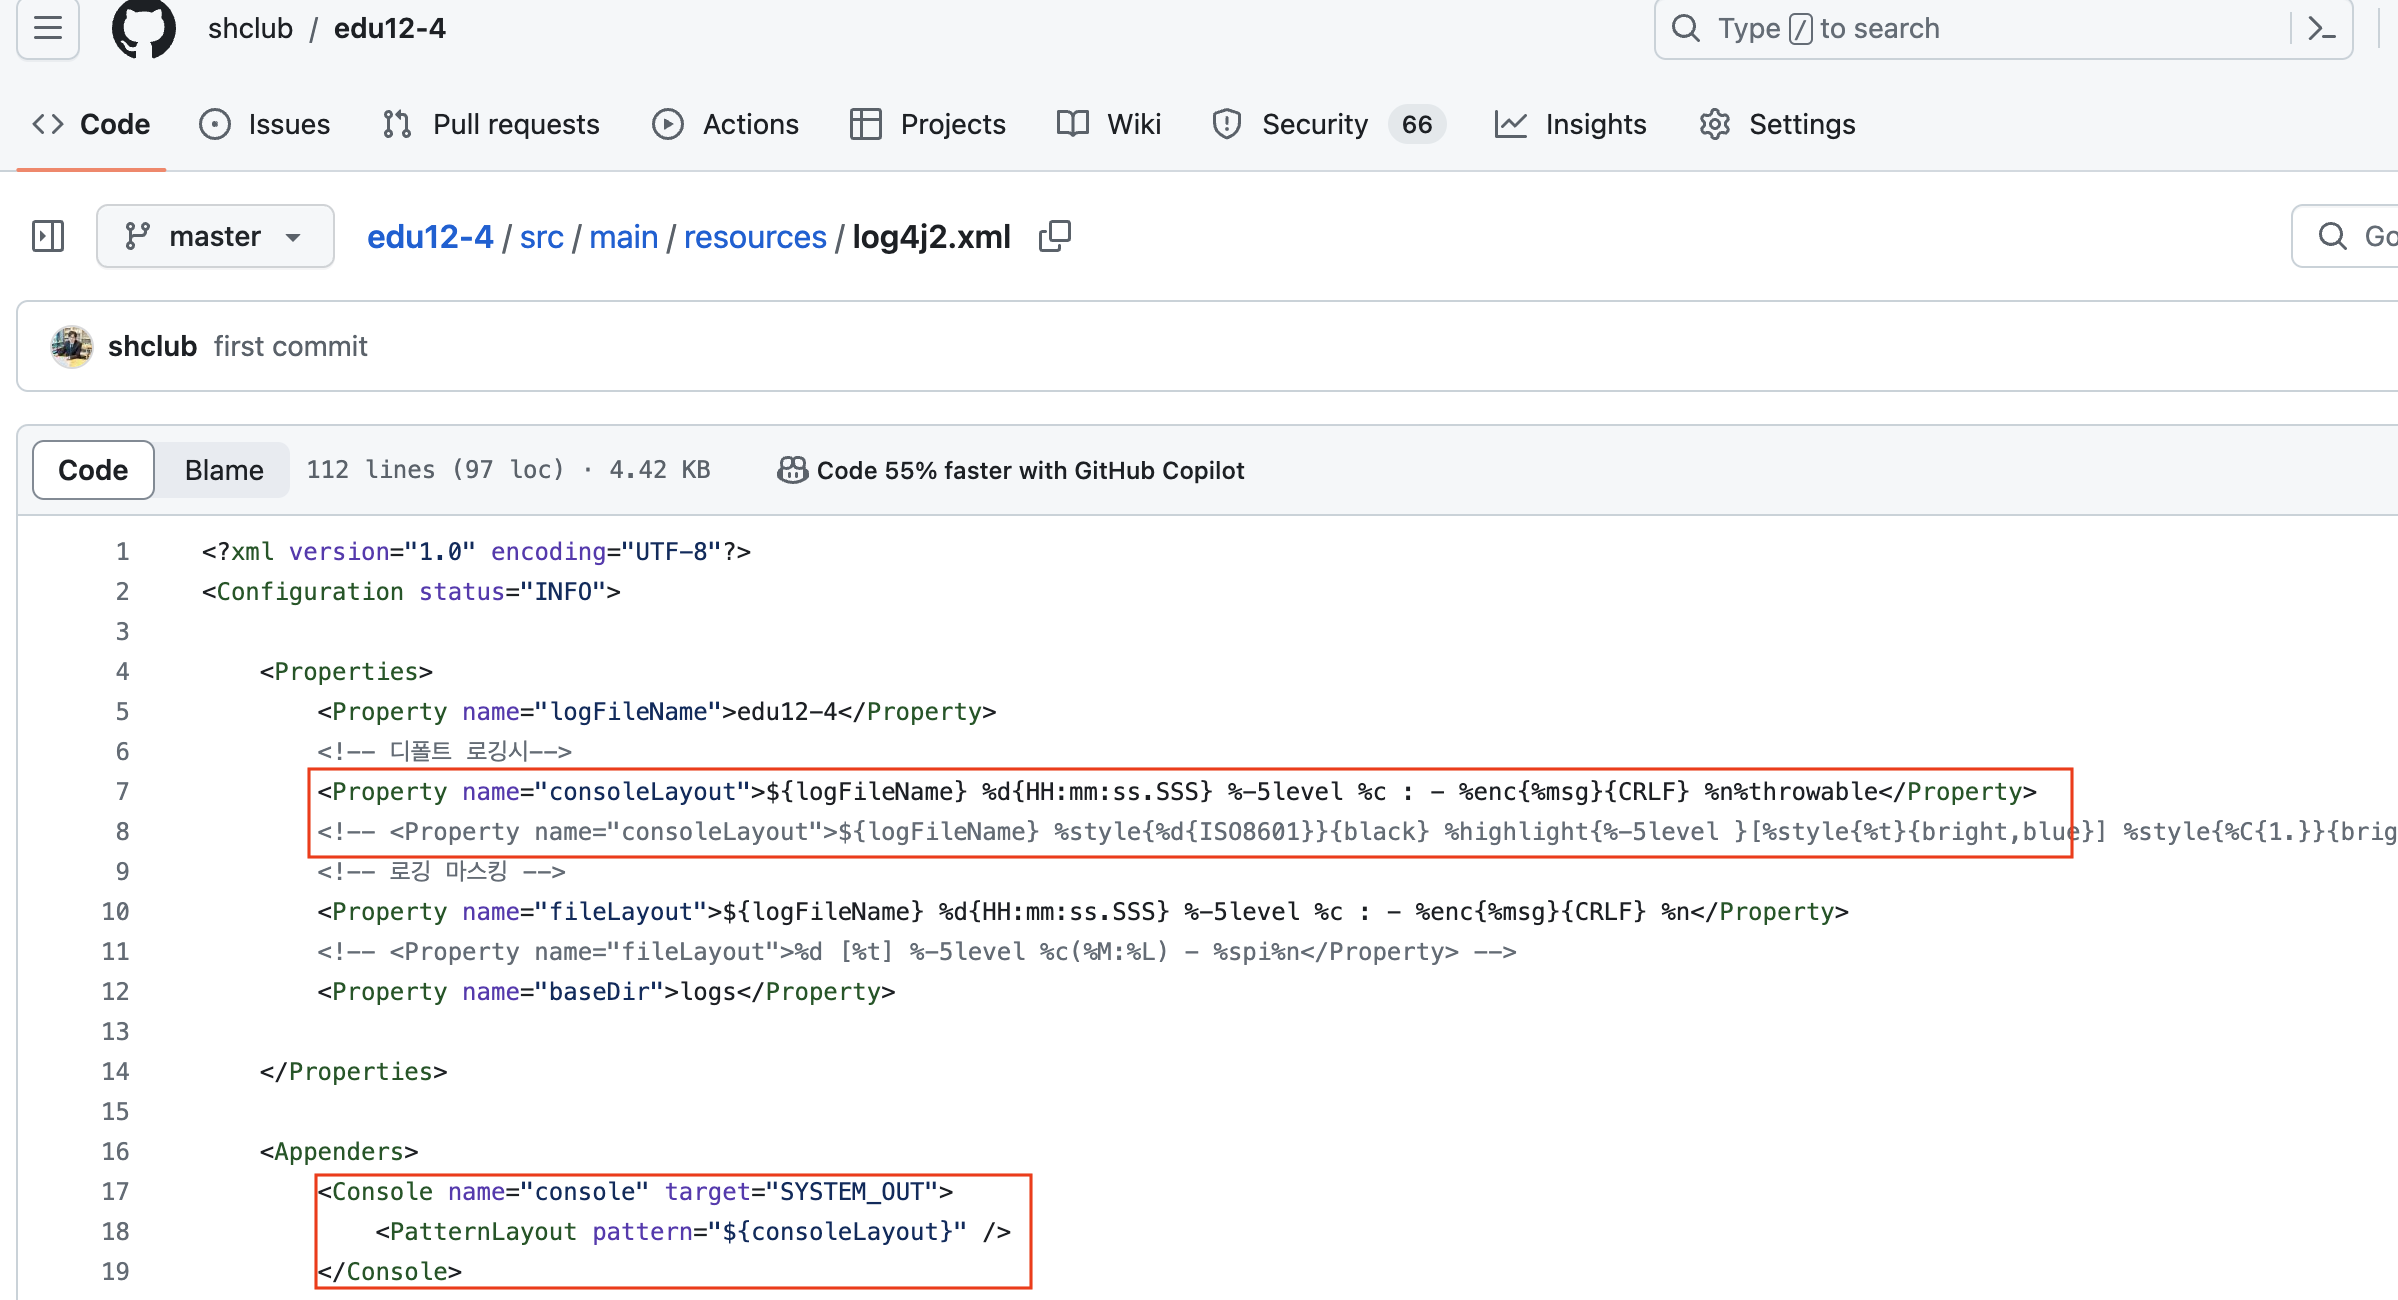 shclub / edu12-4
Type / to search
Code Issues Pull requests Actions Projects Wiki Security 66 Insights Settings
master edu12-4 / src / main / resources / log4j2.xml
shclub first commit
Code Blame 112 lines (97 loc) · 4.42 KB Code 55% faster with GitHub Copilot
1 <?xml version="1.0" encoding="UTF-8"?>
2 <Configuration status="INFO">
3
4 <Properties>
5 <Property name="logFileName">edu12-4</Property>
6 <!-- 디폴트 로깅시-->
7 <Property name="consoleLayout">${logFileName} %d{HH:mm:ss.SSS} %-5level %c : - %enc{%msg}{CRLF} %n%throwable</Property>
8 <!-- <Property name="consoleLayout">${logFileName} %style{%d{ISO8601}}{black} %highlight{%-5level }[%style{%t}{bright,blue}] %style{%C{1.}}{brig
9 <!-- 로깅 마스킹 -->
10 <Property name="fileLayout">${logFileName} %d{HH:mm:ss.SSS} %-5level %c : - %enc{%msg}{CRLF} %n</Property>
11 <!-- <Property name="fileLayout">%d [%t] %-5level %c(%M:%L) - %spi%n</Property> -->
12 <Property name="baseDir">logs</Property>
13
14 </Properties>
15
16 <Appenders>
17 <Console name="console" target="SYSTEM_OUT">
18 <PatternLayout pattern="${consoleLayout}" />
19 </Console>